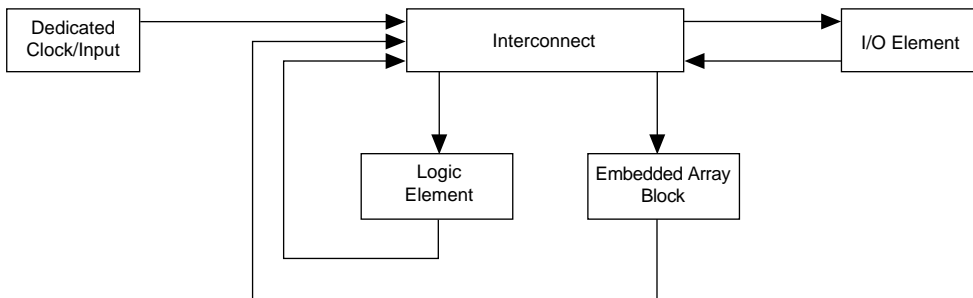 Dedicated
Clock/Input
Interconnect
I/O Element
Logic
Element
Embedded Array
Block